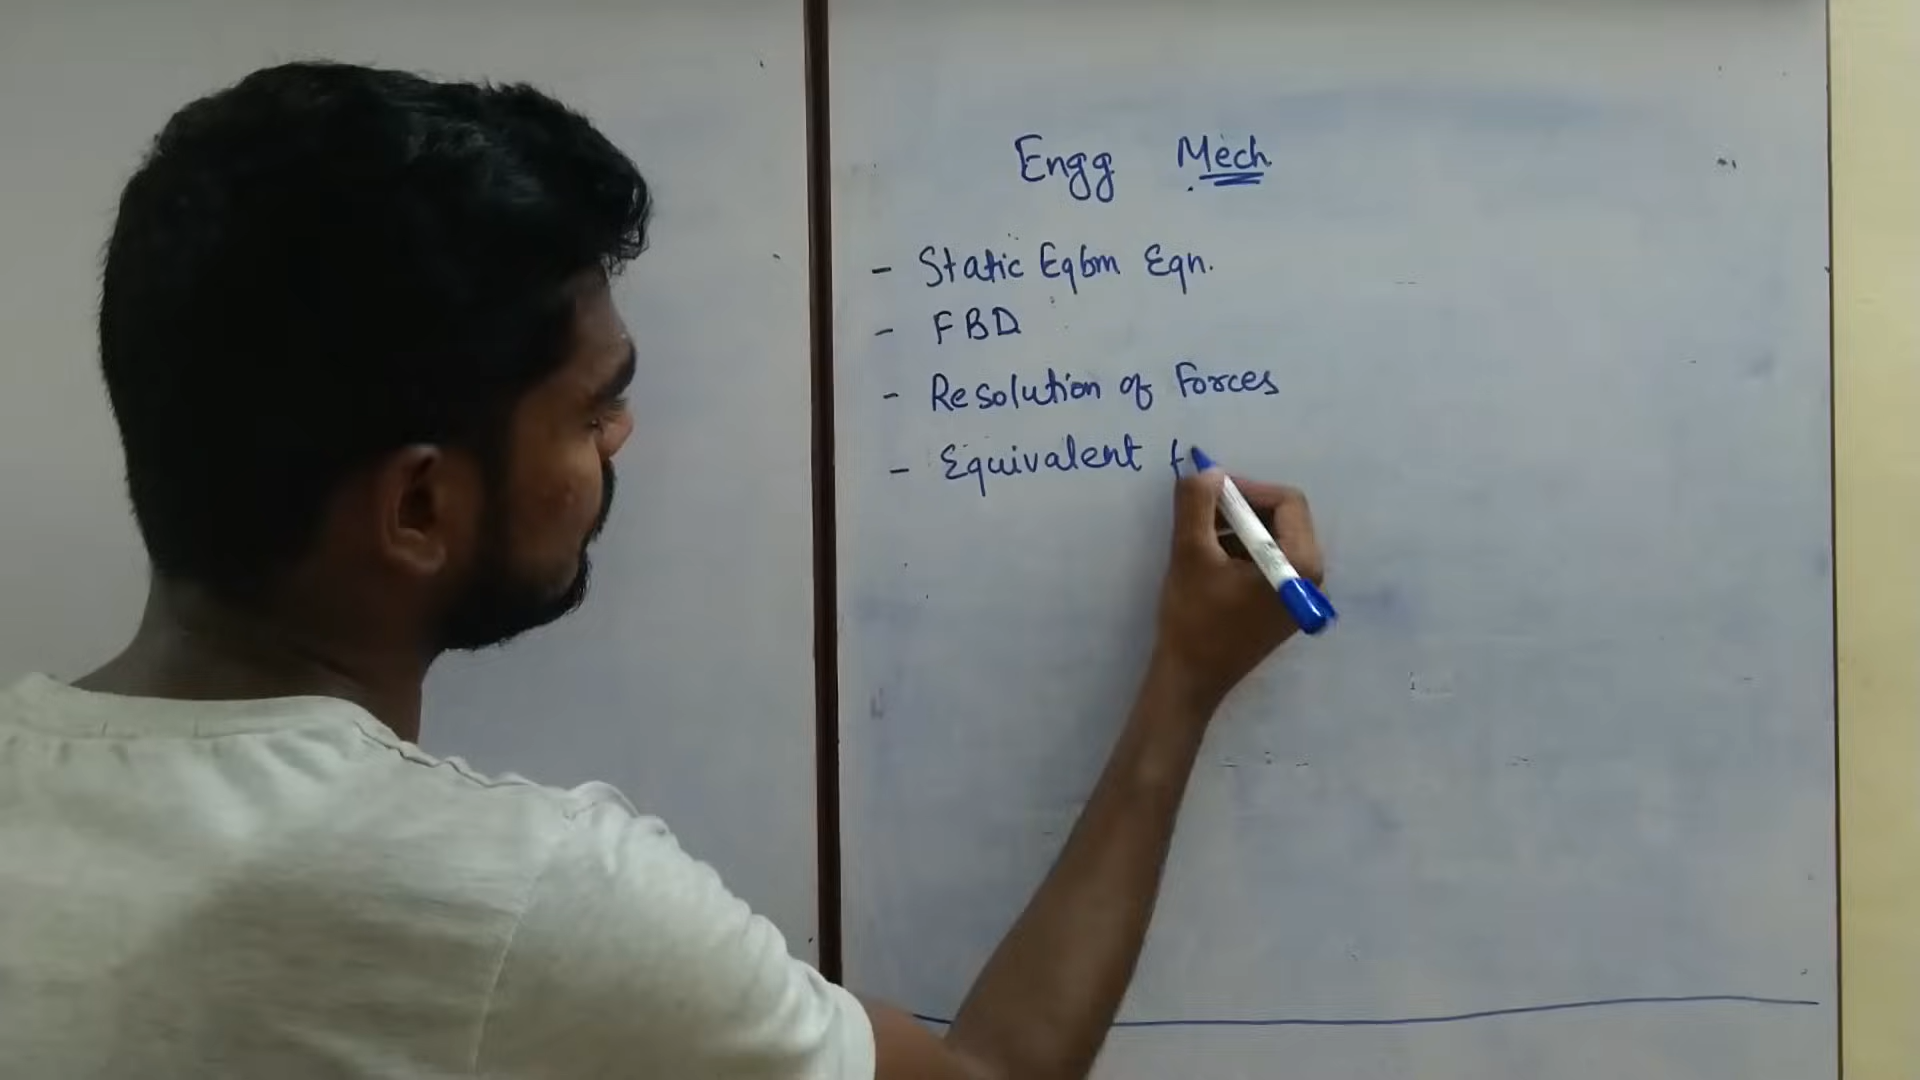 Engg Mech
- Static Eqbm Eqn.
- FBD
- Resolution of Forces
- Equivalent f